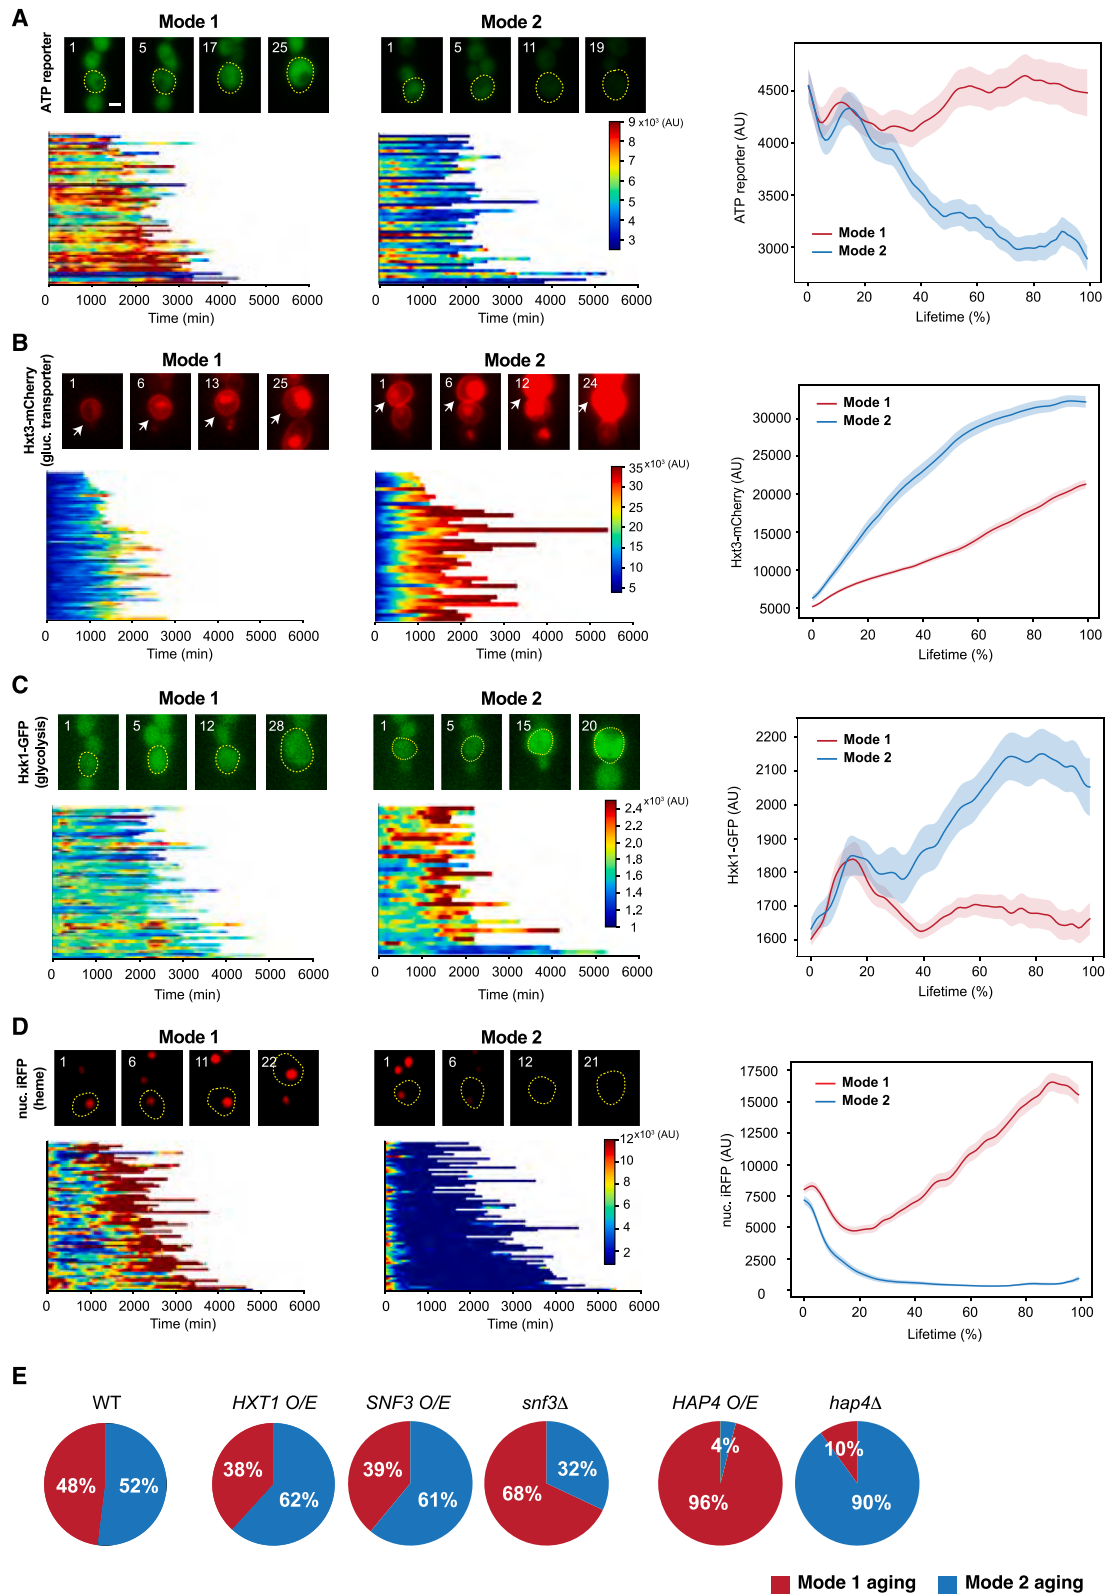 A
Mode 1
Mode 2
ATP reporter
1
5
17
25
1
5
11
19
9 x10³ (AU)
8
7
6
5
4
3
0 1000 2000 3000 4000 5000 6000
Time (min)
0 1000 2000 3000 4000 5000 6000
Time (min)
ATP reporter (AU)
4500
4000
3500
3000
Mode 1
Mode 2
0 20 40 60 80 100
Lifetime (%)
B
Mode 1
Mode 2
Hxt3-mCherry
(gluc. transporter)
1
6
13
25
1
6
12
24
35 x10³ (AU)
30
25
20
15
10
5
0 1000 2000 3000 4000 5000 6000
Time (min)
0 1000 2000 3000 4000 5000 6000
Time (min)
Hxt3-mCherry (AU)
30000
25000
20000
15000
10000
5000
Mode 1
Mode 2
0 20 40 60 80 100
Lifetime (%)
C
Mode 1
Mode 2
Hxk1-GFP
(glycolysis)
1
5
12
28
1
5
15
20
x10³ (AU)
2.4
2.2
2.0
1.8
1.6
1.4
1.2
1
0 1000 2000 3000 4000 5000 6000
Time (min)
0 1000 2000 3000 4000 5000 6000
Time (min)
Hxk1-GFP (AU)
2200
2100
2000
1900
1800
1700
1600
Mode 1
Mode 2
0 20 40 60 80 100
Lifetime (%)
D
Mode 1
Mode 2
nuc. iRFP
(heme)
1
6
11
22
1
6
12
21
12 x10³ (AU)
10
8
6
4
2
0 1000 2000 3000 4000 5000 6000
Time (min)
0 1000 2000 3000 4000 5000 6000
Time (min)
nuc. iRFP (AU)
17500
15000
12500
10000
7500
5000
2500
0
Mode 1
Mode 2
0 20 40 60 80 100
Lifetime (%)
E
WT
HXT1 O/E
SNF3 O/E
snf3Δ
HAP4 O/E
hap4Δ
48% 52%
38% 62%
39% 61%
68% 32%
96% 4%
10% 90%
Mode 1 aging
Mode 2 aging